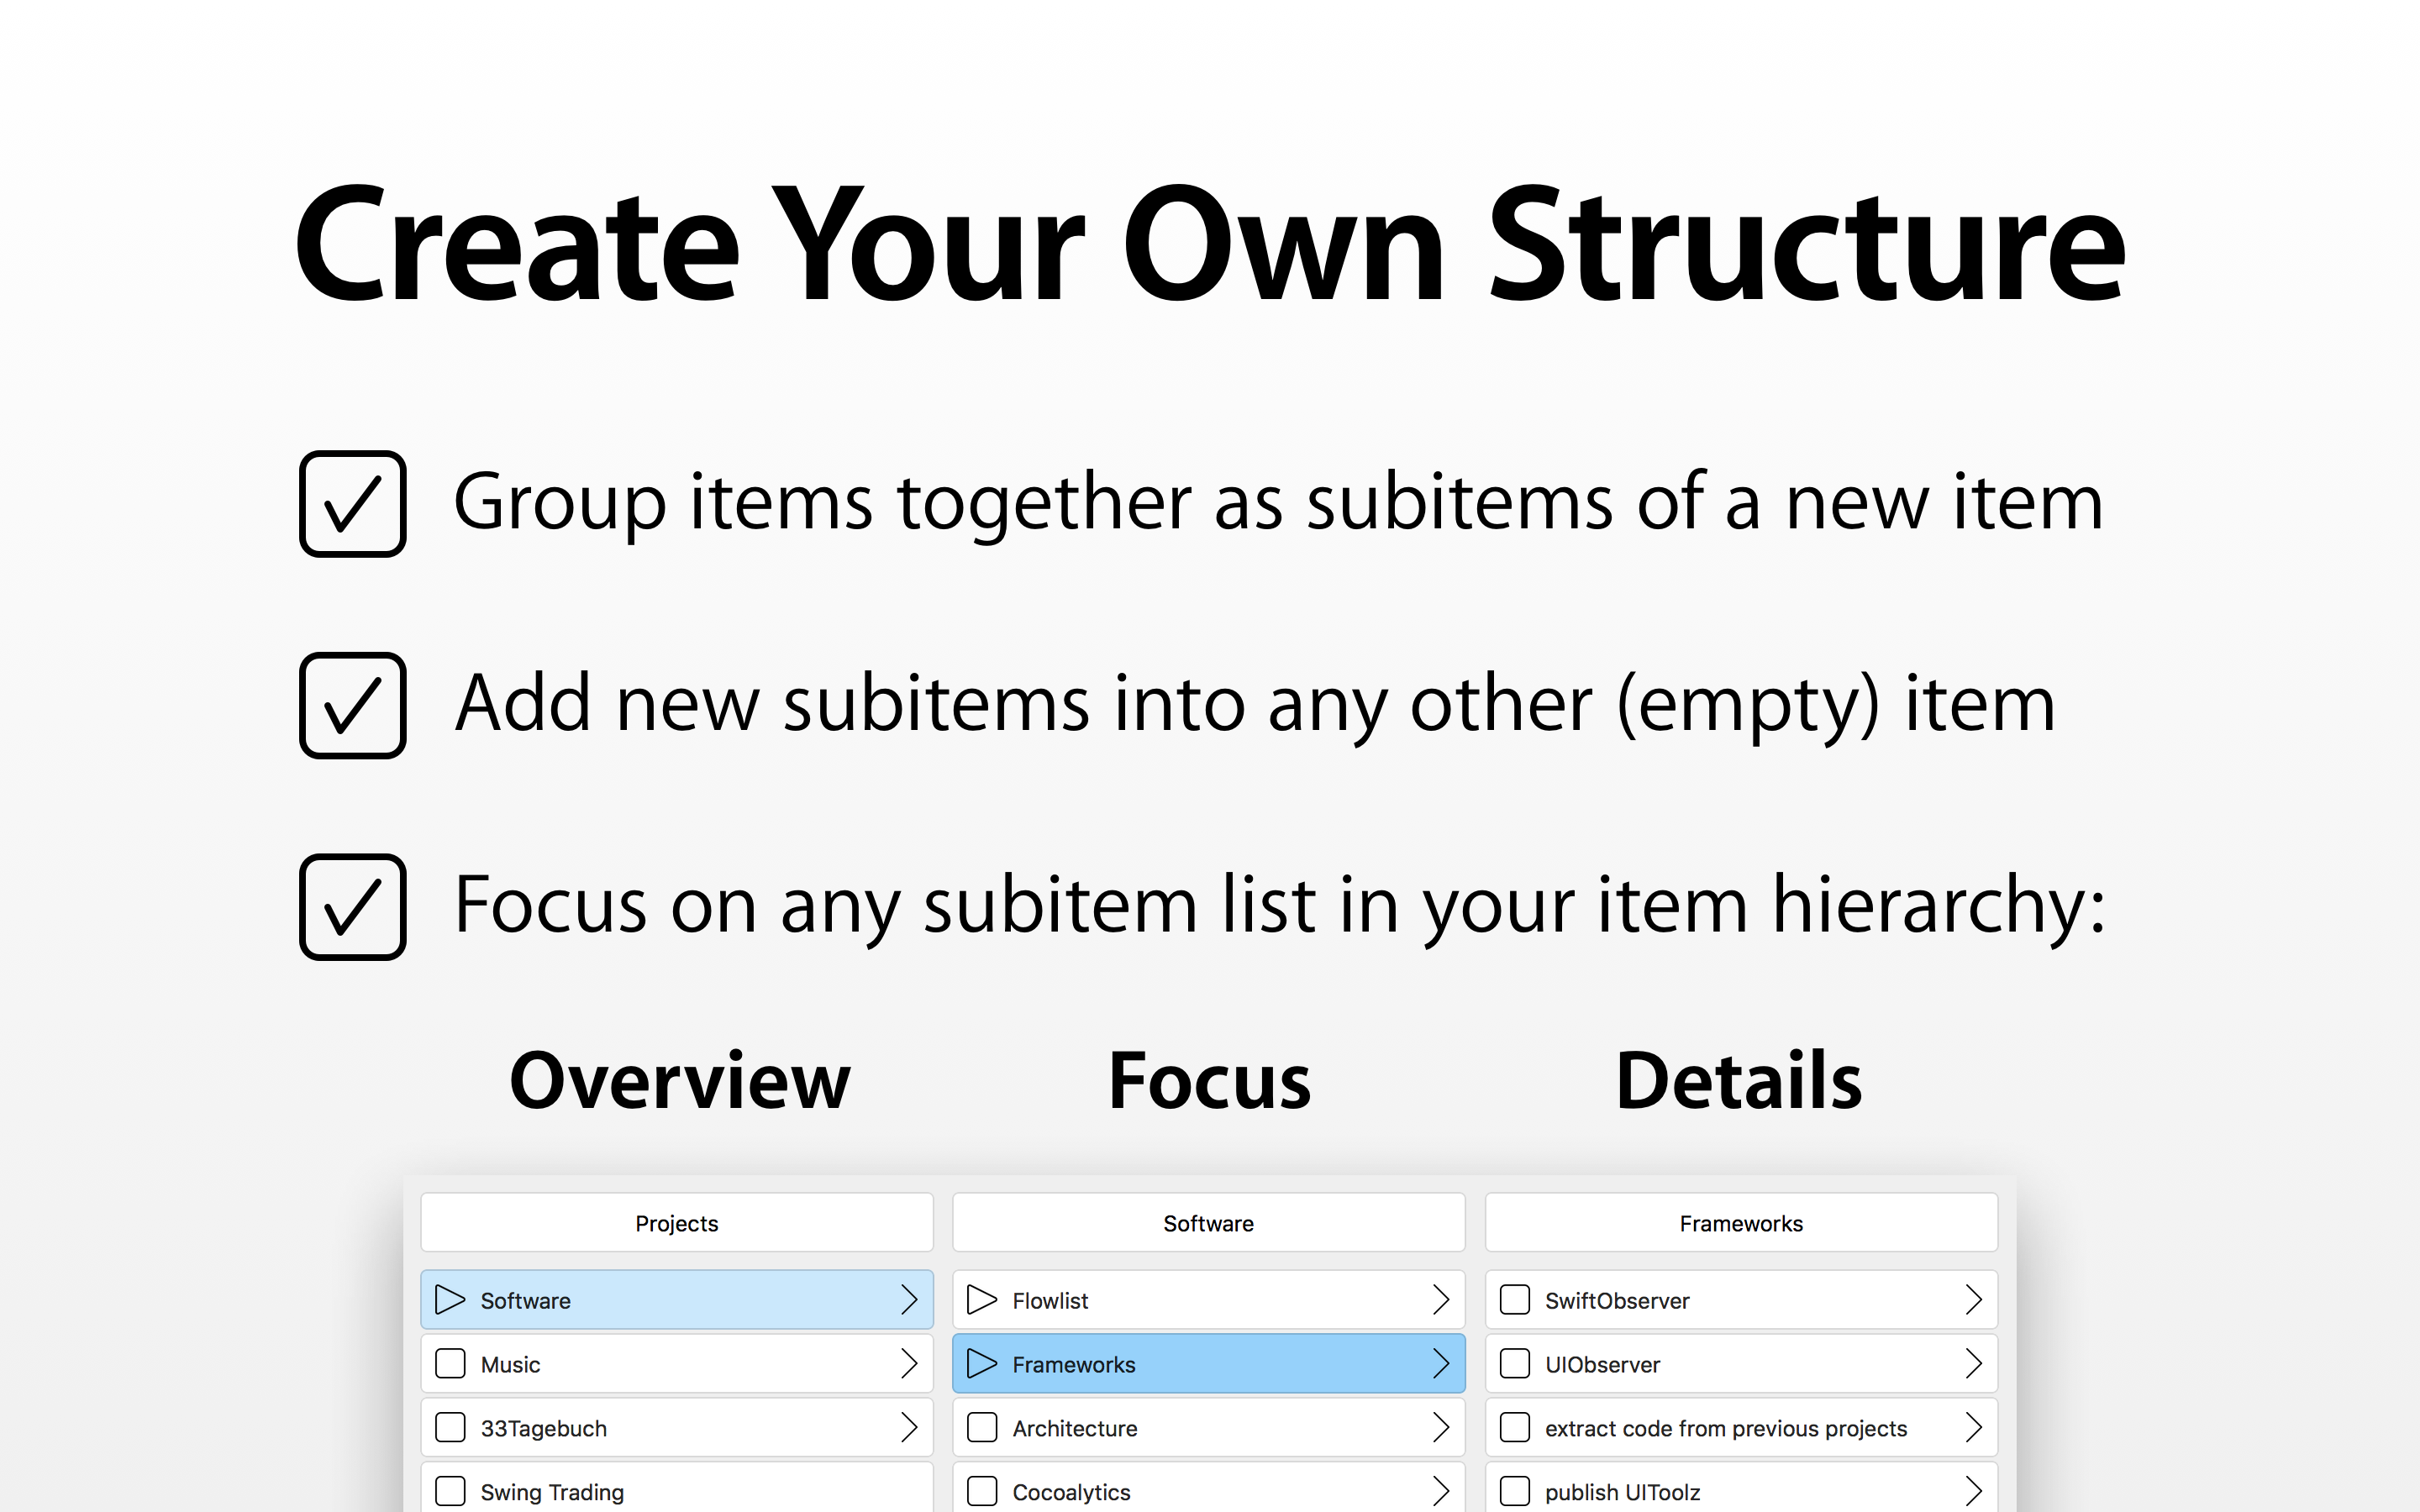 Create Your Own Structure
Group items together as subitems of a new item
Add new subitems into any other (empty) item
Focus on any subitem list in your item hierarchy:
Overview
Focus
Details
Projects
Software
Music
33Tagebuch
Swing Trading
Software
Flowlist
Frameworks
Architecture
Cocoalytics
Frameworks
SwiftObserver
UIObserver
extract code from previous projects
publish UIToolz